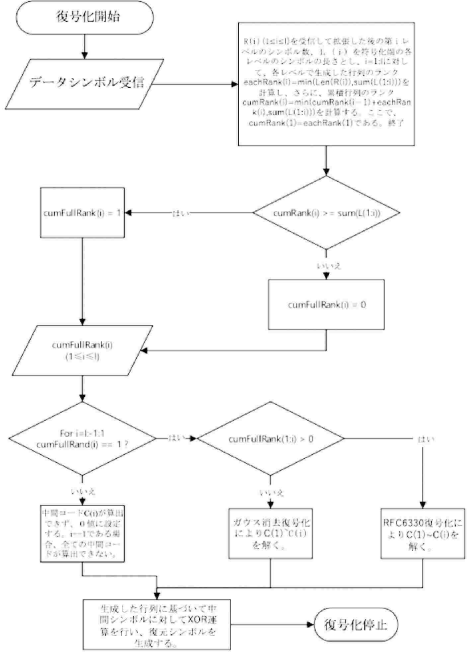 復号化開始
データシンボル受信
R(i)(1≤i≤l)を受信して拡張した後の第iレ
ベルのシンボル数、L(i)を符号化端の各
レベルのシンボルの長さとし、i=1:lに対
して、各レベルで生成した行列のランク
eachRank(i)=min(Len(R(i)),sum(L(1:i)))を
計算し、さらに、累積行列のランク
cumRank(i)=min(cumRank(i−1)+eachRan
k(i),sum(L(1:i)))を計算する。ここで、
cumRank(1)=eachRank(1)である。終了
cumFullRank(i) = 1
はい
cumRank(i) >= sum(L(1:i))
いいえ
cumFullRank(i) = 0
cumFullRank(i)
(1≤i≤l)
For i=l:-1:1
cumFullRand(i) == 1 ?
はい
cumFullRank(1:i) > 0
はい
いいえ
いいえ
中間コードC(i)が算出
できず、0値に設定
する、i==1である場
合、全ての中間コー
ドが算出できない。
ガウス消去復号化
によりC(1)~C(i)
を解く。
RFC6330復号化に
よりC(1)~C(i)を
解く。
生成した行列に基づいて中
間シンボルに対してXOR運
算を行い、復元シンボルを
生成する。
復号化停止